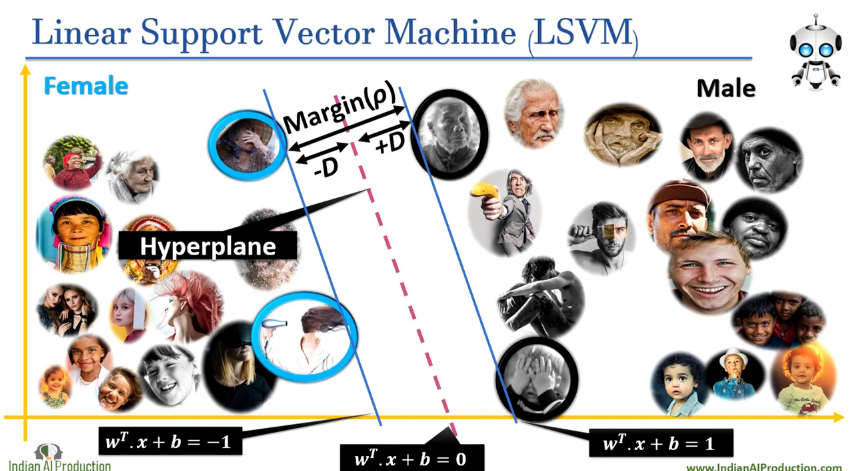 Linear Support Vector Machine (LSVM)
Female
Male
Margin(ρ)
-D
+D
Hyperplane
wᵀ. x + b = −1
wᵀ. x + b = 0
wᵀ. x + b = 1
Indian AI Production
www.IndianAIProduction.com